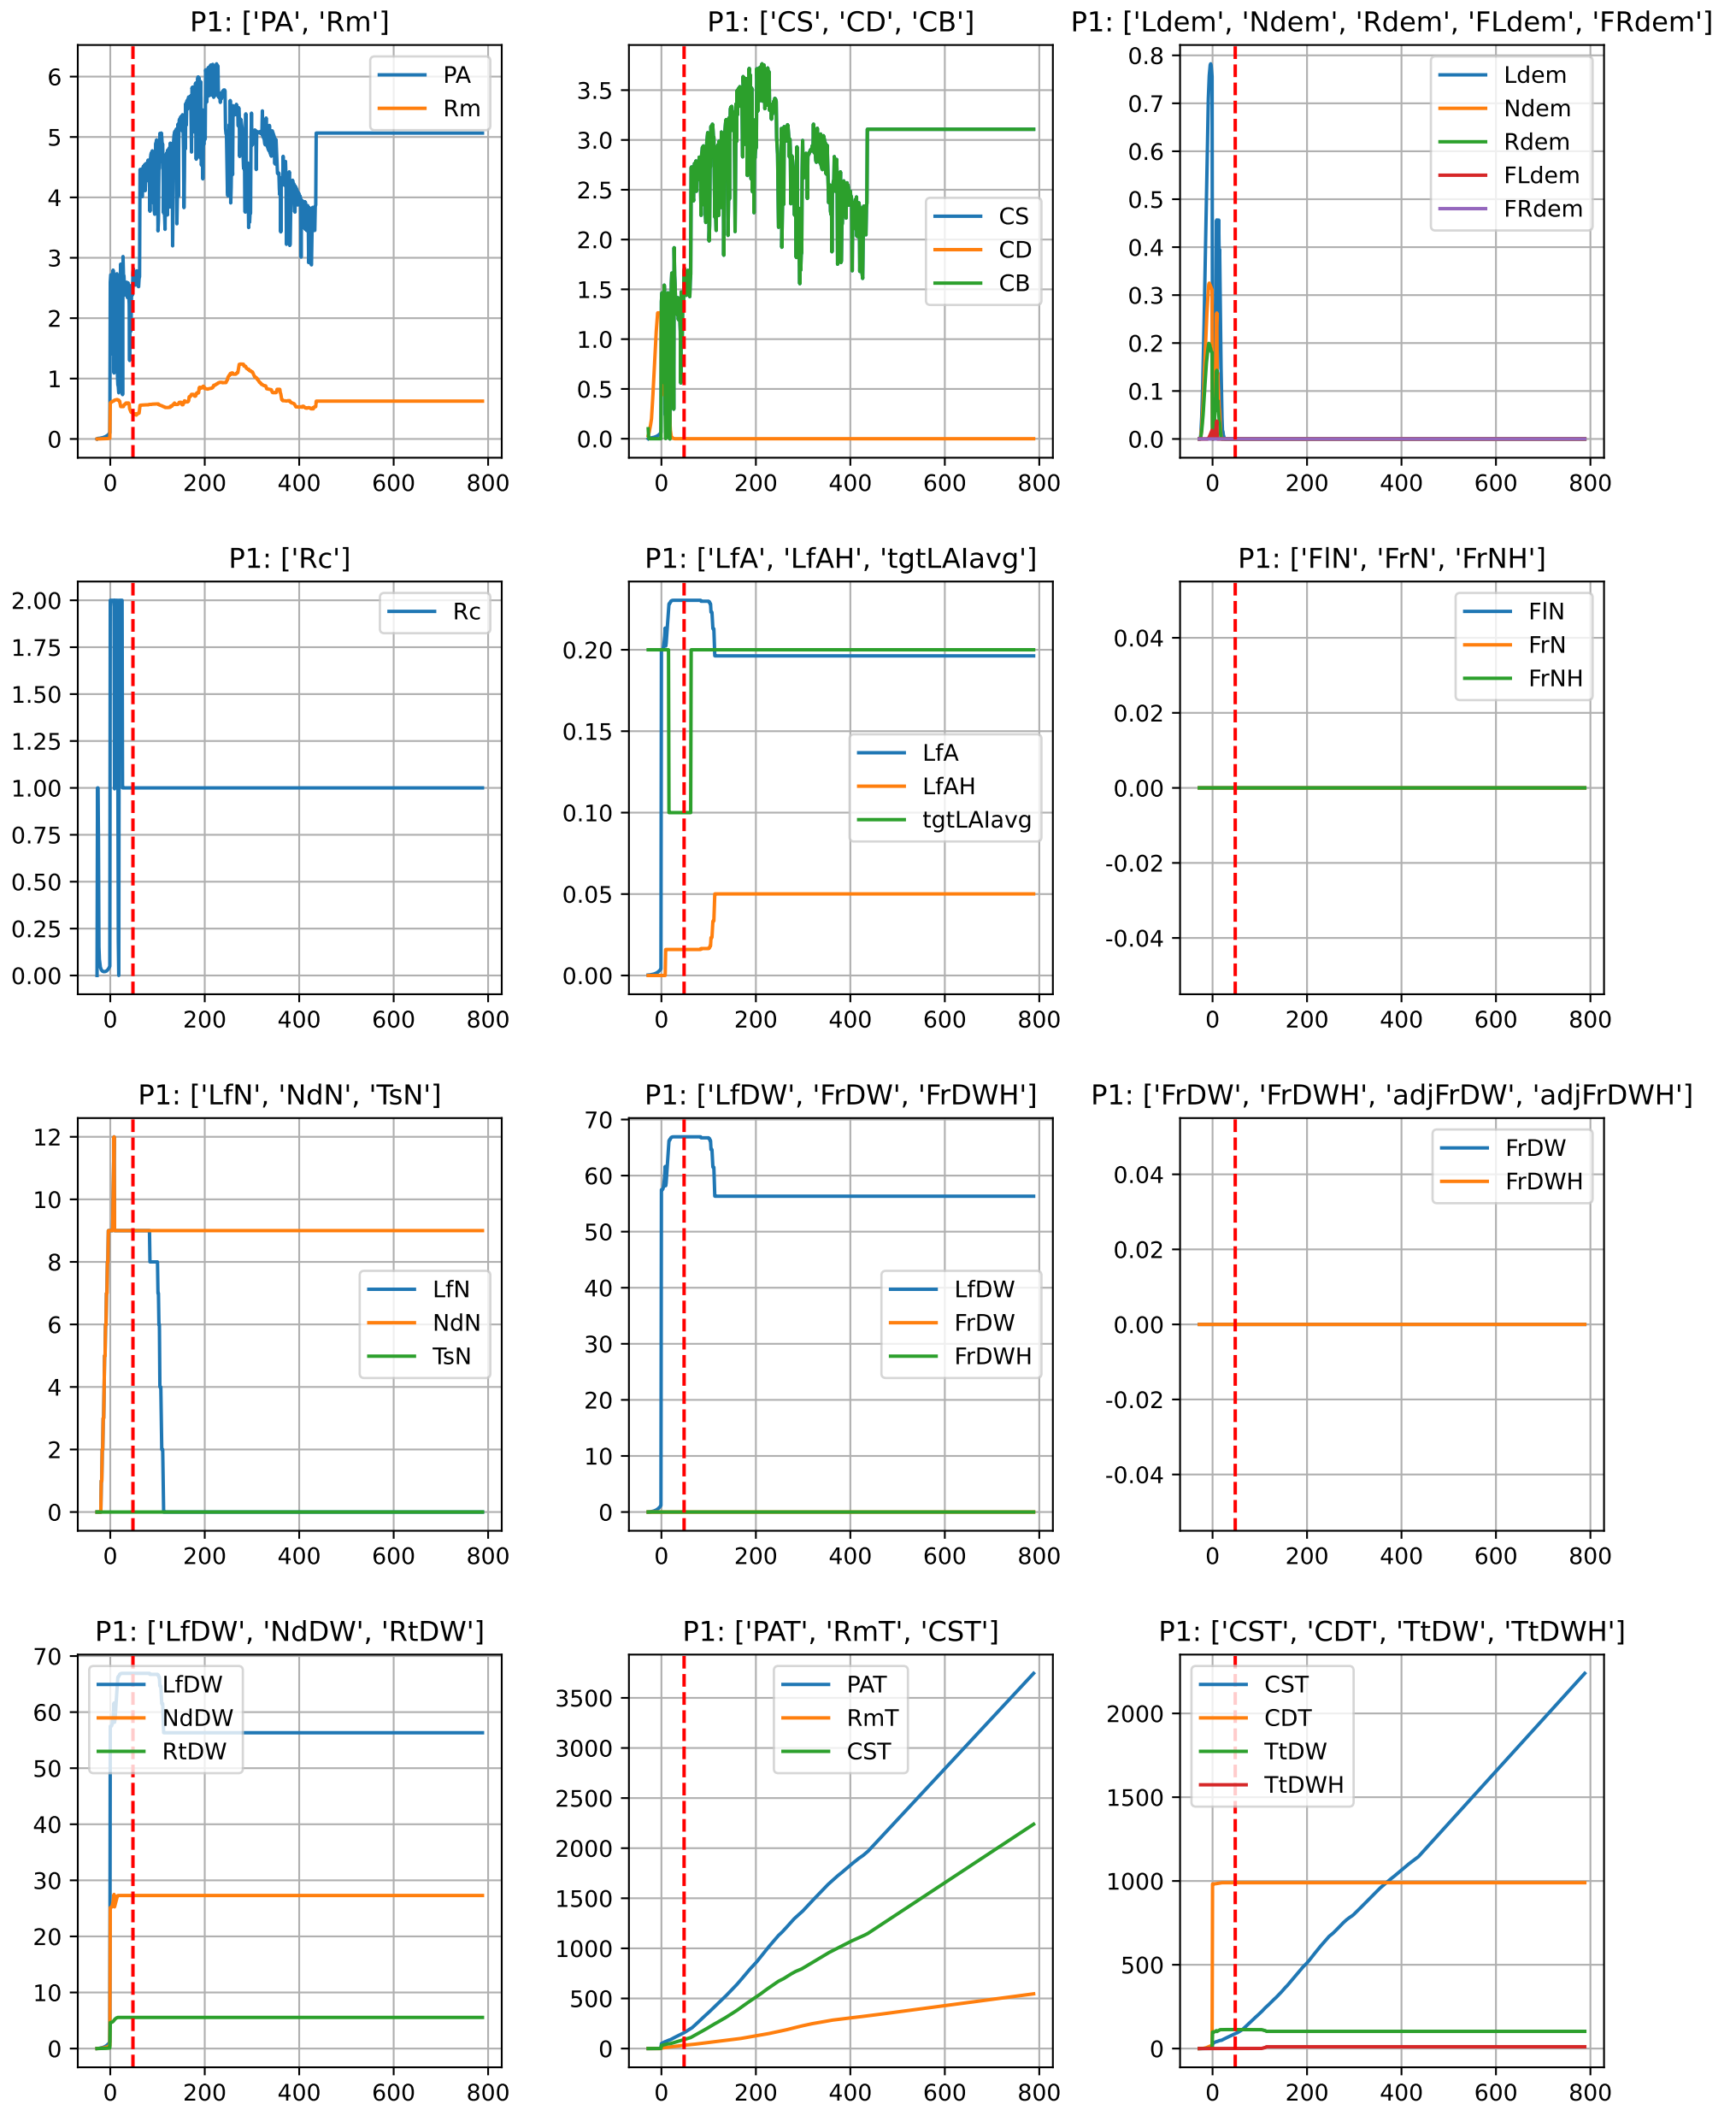 P1: ['PA', 'Rm']
6
5
4
3
2
1
0
0 200 400 600 800
PA
Rm
P1: ['CS', 'CD', 'CB']
3.5
3.0
2.5
2.0
1.5
1.0
0.5
0.0
0 200 400 600 800
CS
CD
CB
P1: ['Ldem', 'Ndem', 'Rdem', 'FLdem', 'FRdem']
0.8
0.7
0.6
0.5
0.4
0.3
0.2
0.1
0.0
0 200 400 600 800
Ldem
Ndem
Rdem
FLdem
FRdem
P1: ['Rc']
2.00
1.75
1.50
1.25
1.00
0.75
0.50
0.25
0.00
0 200 400 600 800
Rc
P1: ['LfA', 'LfAH', 'tgtLAIavg']
0.20
0.15
0.10
0.05
0.00
0 200 400 600 800
LfA
LfAH
tgtLAIavg
P1: ['FlN', 'FrN', 'FrNH']
0.04
0.02
0.00
-0.02
-0.04
0 200 400 600 800
FlN
FrN
FrNH
P1: ['LfN', 'NdN', 'TsN']
12
10
8
6
4
2
0
0 200 400 600 800
LfN
NdN
TsN
P1: ['LfDW', 'FrDW', 'FrDWH']
70
60
50
40
30
20
10
0
0 200 400 600 800
LfDW
FrDW
FrDWH
P1: ['FrDW', 'FrDWH', 'adjFrDW', 'adjFrDWH']
0.04
0.02
0.00
-0.02
-0.04
0 200 400 600 800
FrDW
FrDWH
P1: ['LfDW', 'NdDW', 'RtDW']
70
60
50
40
30
20
10
0
0 200 400 600 800
LfDW
NdDW
RtDW
P1: ['PAT', 'RmT', 'CST']
3500
3000
2500
2000
1500
1000
500
0
0 200 400 600 800
PAT
RmT
CST
P1: ['CST', 'CDT', 'TtDW', 'TtDWH']
2000
1500
1000
500
0
0 200 400 600 800
CST
CDT
TtDW
TtDWH